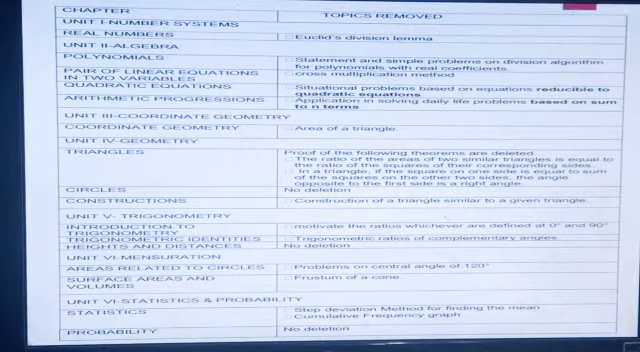 CHAPTER
TOPICS REMOVED
UNIT I-NUMBER SYSTEMS
REAL NUMBERS
Euclid's division lemma
UNIT II-ALGEBRA
POLYNOMIALS
Statement and simple problems on division algorithm
for polynomials with real coefficients.
PAIR OF LINEAR EQUATIONS
IN TWO VARIABLES
cross multiplication method
QUADRATIC EQUATIONS
Situational problems based on equations reducible to
quadratic equations
ARITHMETIC PROGRESSIONS
Application in solving daily life problems based on sum
to n terms
UNIT III-COORDINATE GEOMETRY
COORDINATE GEOMETRY
Area of a triangle.
UNIT IV-GEOMETRY
TRIANGLES
Proof of the following theorems are deleted
The ratio of the areas of two similar triangles is equal to
the ratio of the squares of their corresponding sides.
In a triangle, if the square on one side is equal to sum
of the squares on the other two sides, the angle
opposite to the first side is a right angle.
CIRCLES
No deletion
CONSTRUCTIONS
Construction of a triangle similar to a given triangle.
UNIT V- TRIGONOMETRY
INTRODUCTION TO
TRIGONOMETRY
motivate the ratios whichever are defined at 0° and 90°
TRIGONOMETRIC IDENTITIES
Trigonometric ratios of complementary angles
HEIGHTS AND DISTANCES
No deletion
UNIT VI-MENSURATION
AREAS RELATED TO CIRCLES
Problems on central angle of 120°
SURFACE AREAS AND
VOLUMES
Frustum of a cone.
UNIT VI-STATISTICS & PROBABILITY
STATISTICS
Step deviation Method for finding the mean
Cumulative Frequency graph
PROBABILITY
No deletion